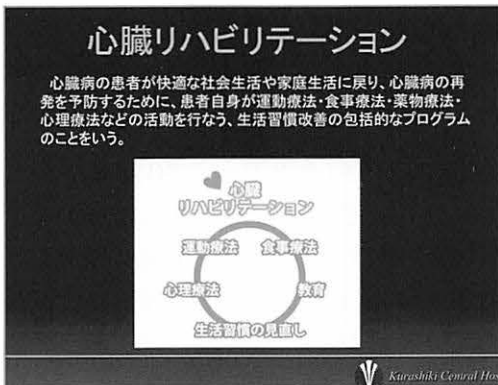 心臓リハビリテーション
心臓病の患者が快適な社会生活や家庭生活に戻り、心臓病の再
発を予防するために、患者自身が運動療法・食事療法・薬物療法・
心理療法などの活動を行なう、生活習慣改善の包括的なプログラム
のことをいう。
心臓
リハビリテーション
運動療法 食事療法
心理療法 教育
生活習慣の見直し
Kurashiki Central Hos